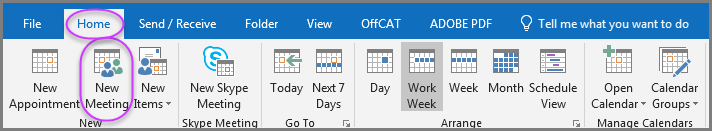 File Home Send / Receive Folder View OffCAT ADOBE PDF Tell me what you want to do
New Appointment
New Meeting
New Items
New
New Skype Meeting
Skype Meeting
Today
Next 7 Days
Go To
Day
Work Week
Week
Month
Schedule View
Arrange
Open Calendar
Calendar Groups
Manage Calendars